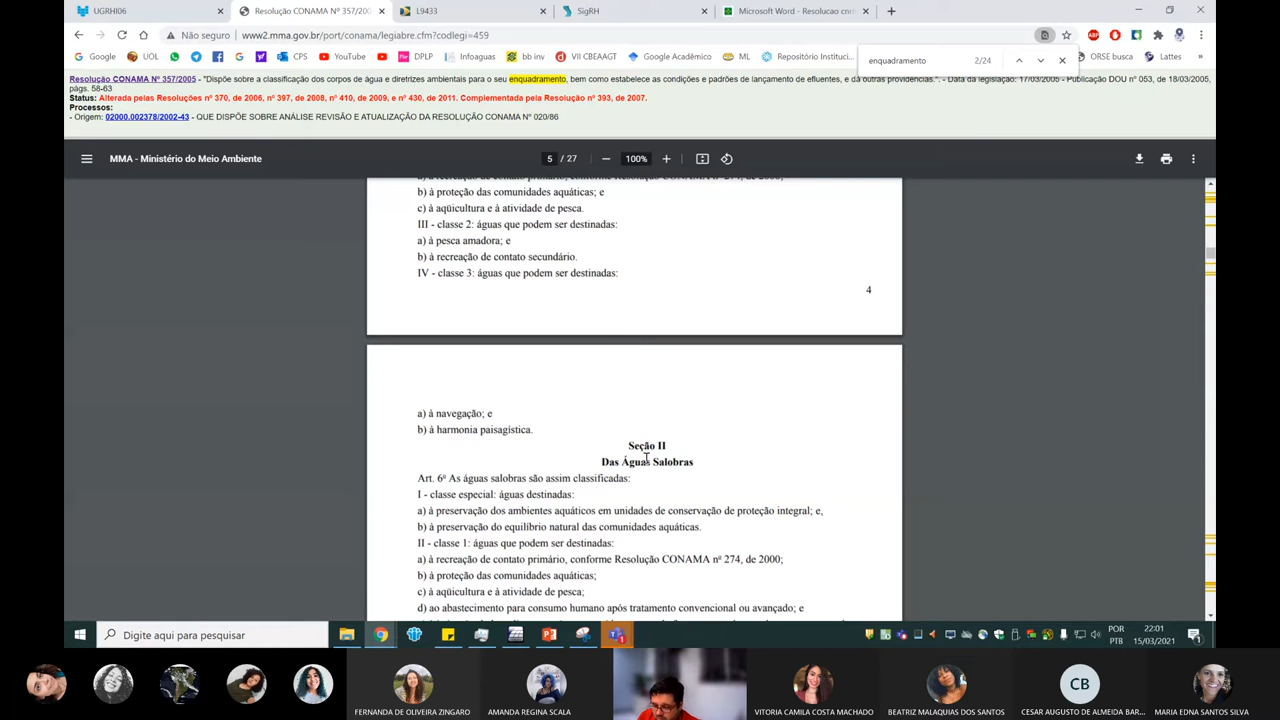 UGRHI06
Resolução CONAMA Nº 357/200
L9433
SigRH
Microsoft Word - Resolucao cnr
Não seguro
www2.mma.gov.br/port/conama/legiabre.cfm?codlegi=459
enquadramento
2/24
Google
UOL
CPS
YouTube
DPLP
Infoaguas
bb inv
VII CBEAAGT
Google Acadêmico
ML
Repositório Instituci...
ORSE busca
Lattes
Resolução CONAMA Nº 357/2005 - "Dispõe sobre a classificação dos corpos de água e diretrizes ambientais para o seu enquadramento, bem como estabelece as condições e padrões de lançamento de efluentes, e dá outras providências.". - Data da legislação: 17/03/2005 - Publicação DOU nº 053, de 18/03/2005,
págs. 58-63
Status: Alterada pelas Resoluções nº 370, de 2006, nº 397, de 2008, nº 410, de 2009, e nº 430, de 2011. Complementada pela Resolução nº 393, de 2007.
Processos:
- Origem: 02000.002378/2002-43 - QUE DISPÕE SOBRE ANÁLISE REVISÃO E ATUALIZAÇÃO DA RESOLUÇÃO CONAMA Nº 020/86
MMA - Ministério do Meio Ambiente
5 / 27
100%
b) à proteção das comunidades aquáticas; e
c) à aqüicultura e à atividade de pesca.
III - classe 2: águas que podem ser destinadas:
a) à pesca amadora; e
b) à recreação de contato secundário.
IV - classe 3: águas que podem ser destinadas:
4
a) à navegação; e
b) à harmonia paisagística.
Seção II
Das Águas Salobras
Art. 6º As águas salobras são assim classificadas:
I - classe especial: águas destinadas:
a) à preservação dos ambientes aquáticos em unidades de conservação de proteção integral; e,
b) à preservação do equilíbrio natural das comunidades aquáticas.
II - classe 1: águas que podem ser destinadas:
a) à recreação de contato primário, conforme Resolução CONAMA nº 274, de 2000;
b) à proteção das comunidades aquáticas;
c) à aqüicultura e à atividade de pesca;
d) ao abastecimento para consumo humano após tratamento convencional ou avançado; e
Digite aqui para pesquisar
POR
PTB
22:01
15/03/2021
FERNANDA DE OLIVEIRA ZINGARO
AMANDA REGINA SCALA
VITORIA CAMILA COSTA MACHADO
BEATRIZ MALAQUIAS DOS SANTOS
CB
CESAR AUGUSTO DE ALMEIDA BAR...
MARIA EDNA SANTOS SILVA